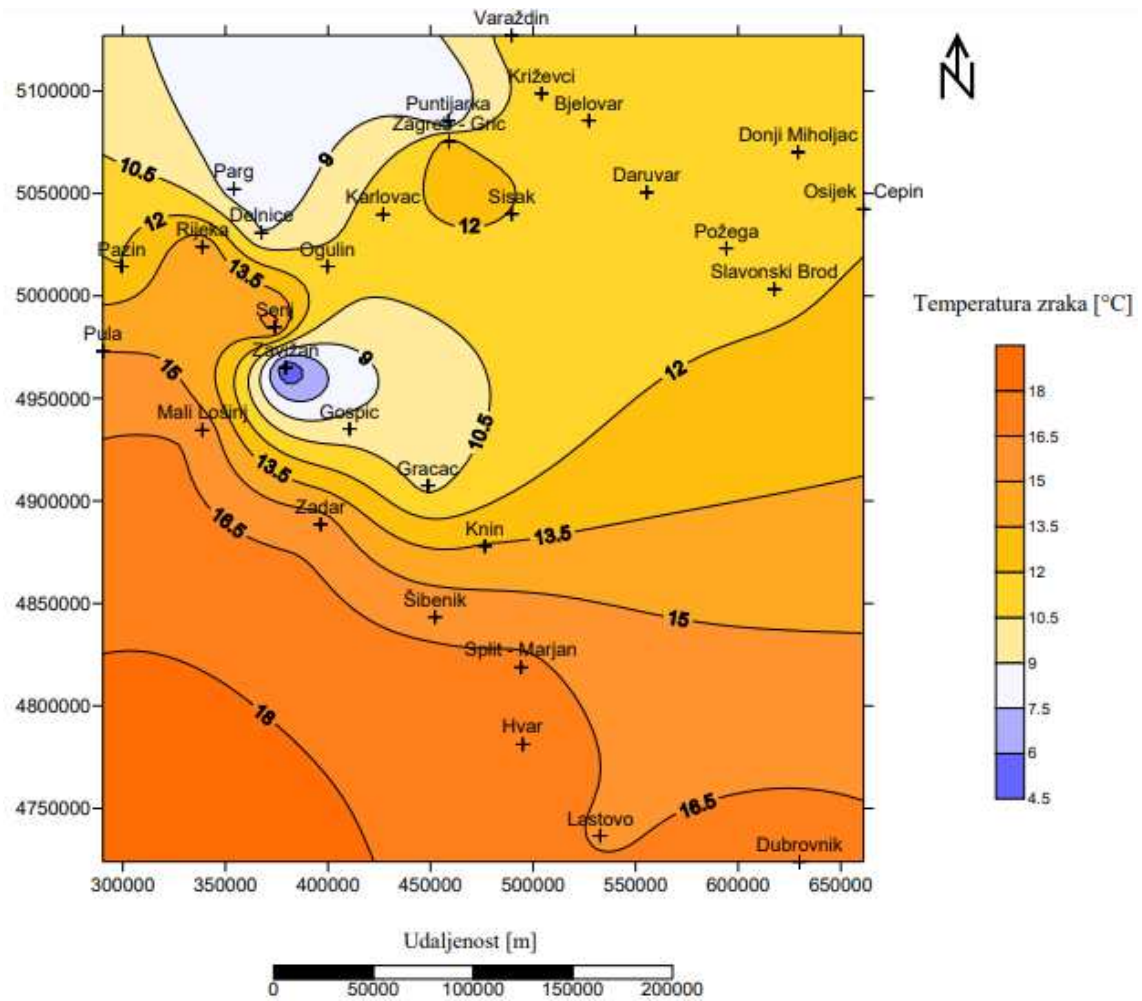 Varaždin
5100000
Križevci
Puntijarka
Bjelovar
Zagreb - Gric
Donji Miholjac
10.5
9
Parg
5050000
Karlovac
Sisak
Daruvar
Osijek - Cepin
Delnice
12
12
Rijeka
Pazin
Ogulin
Požega
13.5
Slavonski Brod
5000000
Senj
Pula
Zavižan
9
15
12
4950000
Mali Lošinj
Gospic
10.5
13.5
Gracac
4900000
16.5
Zadar
Knin
13.5
4850000
Šibenik
15
Split - Marjan
4800000
18
Hvar
4750000
Lastovo
16.5
Dubrovnik
300000 350000 400000 450000 500000 550000 600000 650000
N
Temperatura zraka [°C]
18
16.5
15
13.5
12
10.5
9
7.5
6
4.5
Udaljenost [m]
0 50000 100000 150000 200000